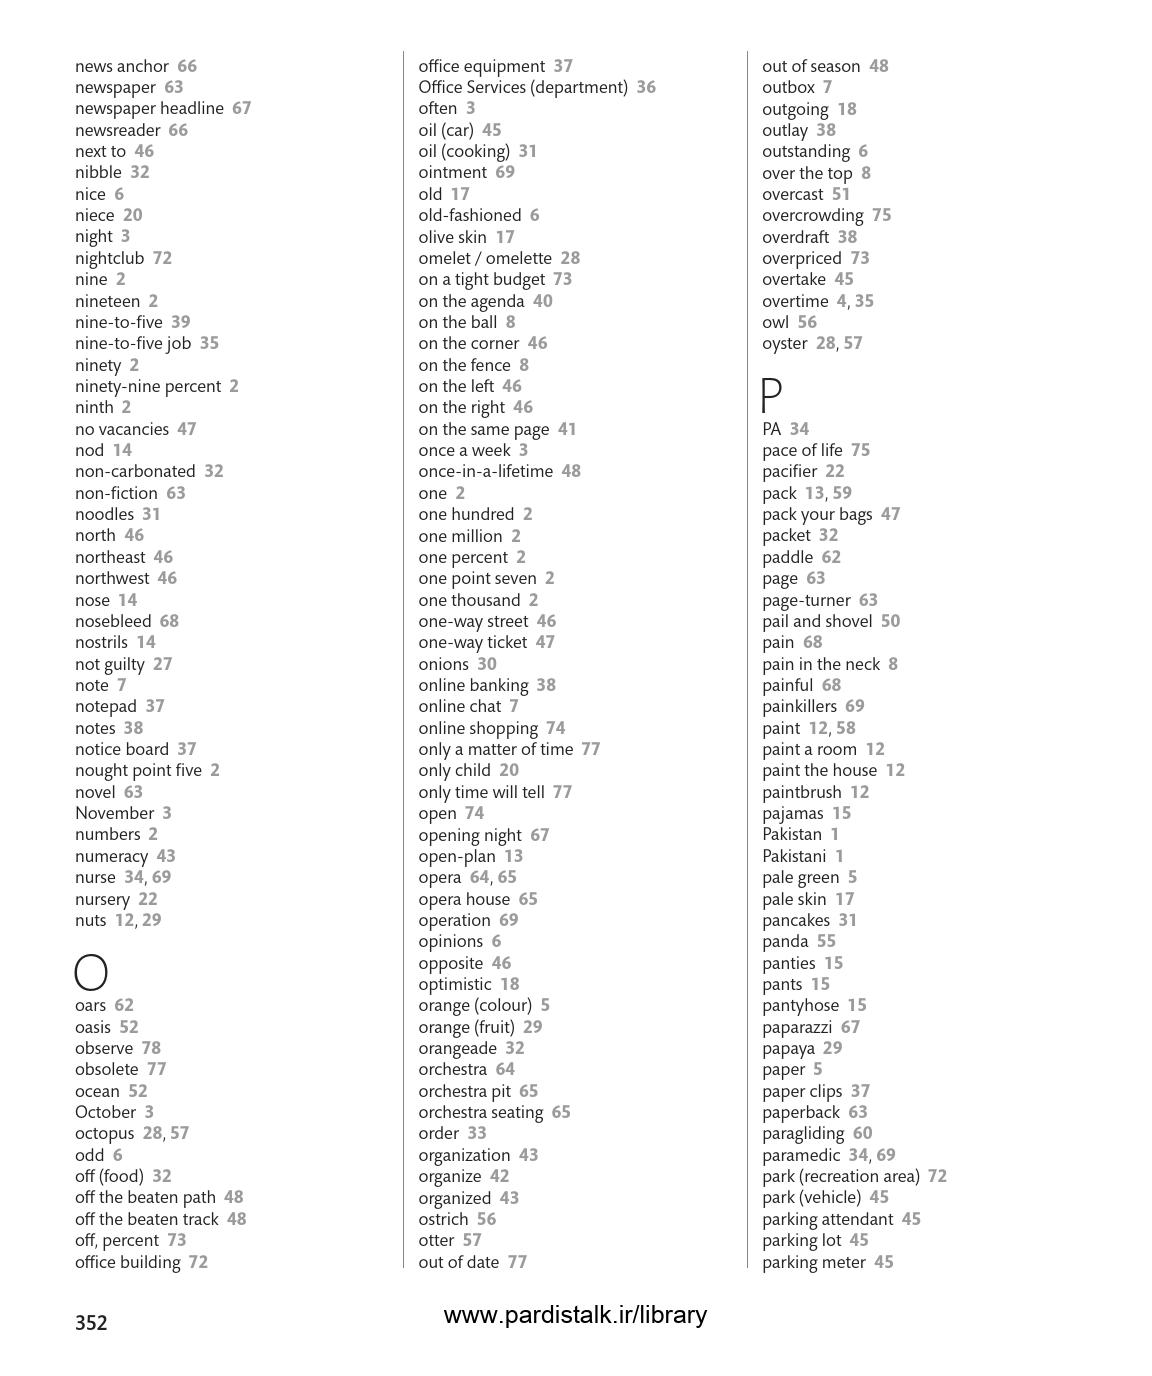 news anchor 66
newspaper 63
newspaper headline 67
newsreader 66
next to 46
nibble 32
nice 6
niece 20
night 3
nightclub 72
nine 2
nineteen 2
nine-to-five 39
nine-to-five job 35
ninety 2
ninety-nine percent 2
ninth 2
no vacancies 47
nod 14
non-carbonated 32
non-fiction 63
noodles 31
north 46
northeast 46
northwest 46
nose 14
nosebleed 68
nostrils 14
not guilty 27
note 7
notepad 37
notes 38
notice board 37
nought point five 2
novel 63
November 3
numbers 2
numeracy 43
nurse 34, 69
nursery 22
nuts 12, 29
O
oars 62
oasis 52
observe 78
obsolete 77
ocean 52
October 3
octopus 28, 57
odd 6
off (food) 32
off the beaten path 48
off the beaten track 48
off, percent 73
office building 72
office equipment 37
Office Services (department) 36
often 3
oil (car) 45
oil (cooking) 31
ointment 69
old 17
old-fashioned 6
olive skin 17
omelet / omelette 28
on a tight budget 73
on the agenda 40
on the ball 8
on the corner 46
on the fence 8
on the left 46
on the right 46
on the same page 41
once a week 3
once-in-a-lifetime 48
one 2
one hundred 2
one million 2
one percent 2
one point seven 2
one thousand 2
one-way street 46
one-way ticket 47
onions 30
online banking 38
online chat 7
online shopping 74
only a matter of time 77
only child 20
only time will tell 77
open 74
opening night 67
open-plan 13
opera 64, 65
opera house 65
operation 69
opinions 6
opposite 46
optimistic 18
orange (colour) 5
orange (fruit) 29
orangeade 32
orchestra 64
orchestra pit 65
orchestra seating 65
order 33
organization 43
organize 42
organized 43
ostrich 56
otter 57
out of date 77
out of season 48
outbox 7
outgoing 18
outlay 38
outstanding 6
over the top 8
overcast 51
overcrowding 75
overdraft 38
overpriced 73
overtake 45
overtime 4, 35
owl 56
oyster 28, 57
P
PA 34
pace of life 75
pacifier 22
pack 13, 59
pack your bags 47
packet 32
paddle 62
page 63
page-turner 63
pail and shovel 50
pain 68
pain in the neck 8
painful 68
painkillers 69
paint 12, 58
paint a room 12
paint the house 12
paintbrush 12
pajamas 15
Pakistan 1
Pakistani 1
pale green 5
pale skin 17
pancakes 31
panda 55
panties 15
pants 15
pantyhose 15
paparazzi 67
papaya 29
paper 5
paper clips 37
paperback 63
paragliding 60
paramedic 34, 69
park (recreation area) 72
park (vehicle) 45
parking attendant 45
parking lot 45
parking meter 45
352
www.pardistalk.ir/library